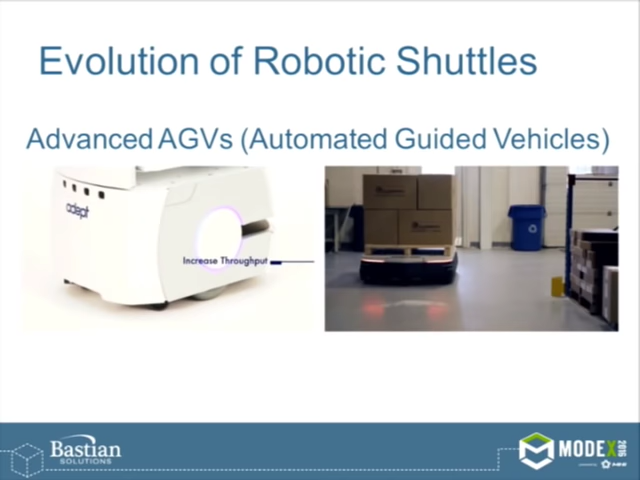 Evolution of Robotic Shuttles
Advanced AGVs (Automated Guided Vehicles)
adept
Increase Throughput
Bastian
SOLUTIONS
MODEX
2016